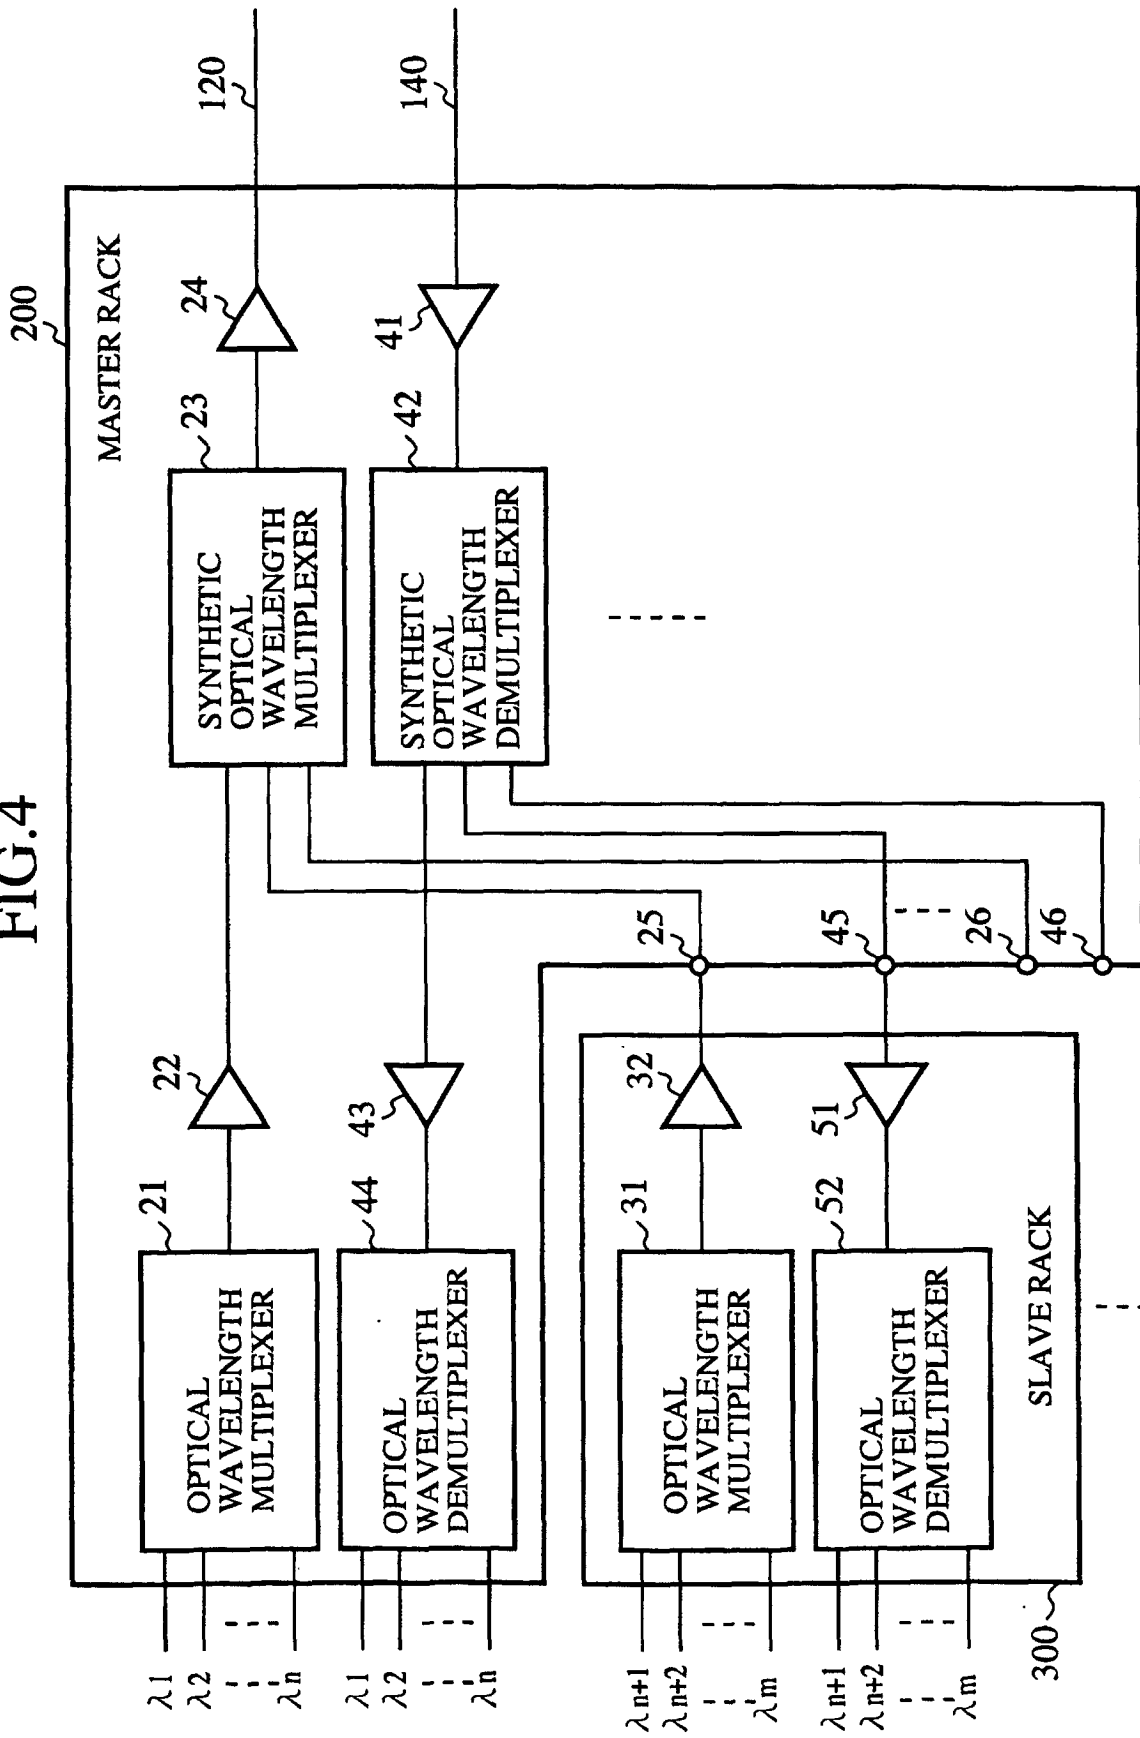 FIG.4
200
MASTER RACK
λ1
λ2
λn
21
OPTICAL
WAVELENGTH
MULTIPLEXER
22
23
SYNTHETIC
OPTICAL
WAVELENGTH
MULTIPLEXER
24
120
λ1
λ2
λn
44
OPTICAL
WAVELENGTH
DEMULTIPLEXER
43
42
SYNTHETIC
OPTICAL
WAVELENGTH
DEMULTIPLEXER
41
140
λn+1
λn+2
λm
31
OPTICAL
WAVELENGTH
MULTIPLEXER
32
25
λn+1
λn+2
λm
52
OPTICAL
WAVELENGTH
DEMULTIPLEXER
51
45
26
46
SLAVE RACK
300